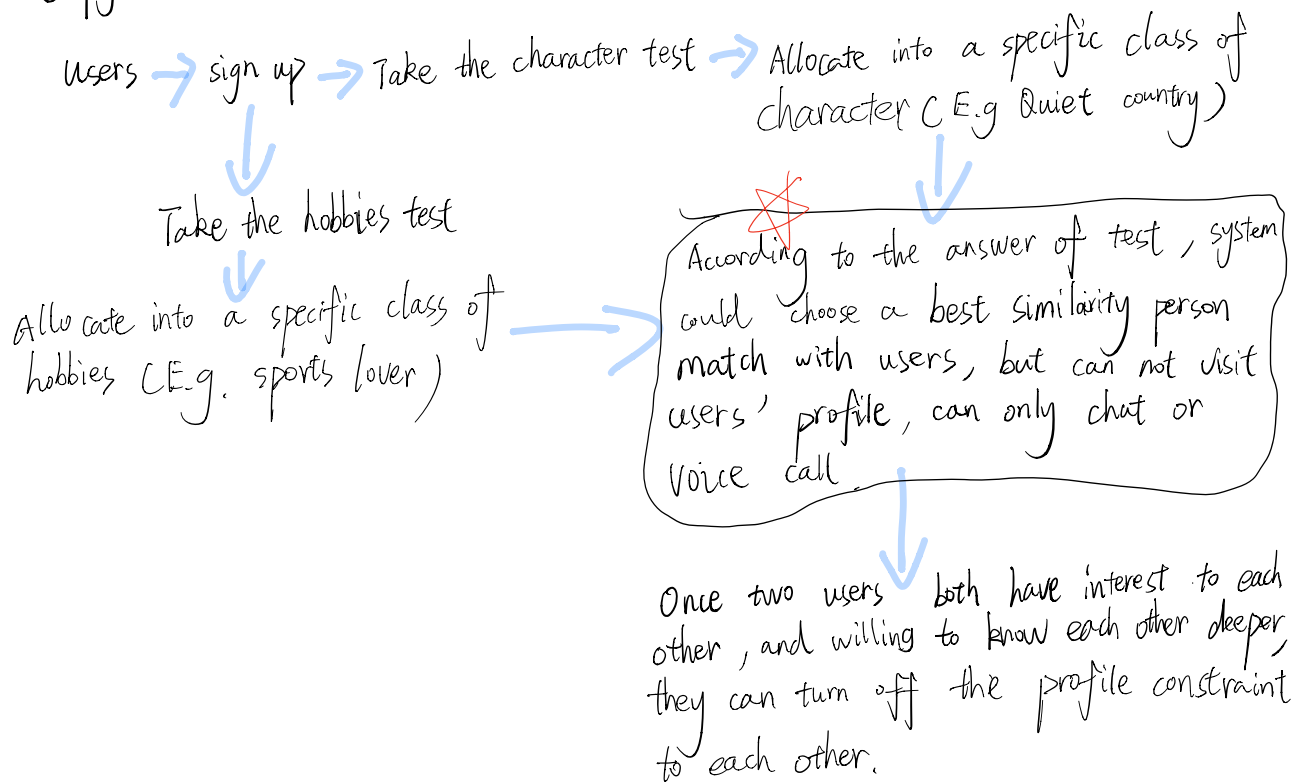 users → sign up → Take the character test → Allocate into a specific class of
character ( E.g Quiet country )
Take the hobbies test
Allocate into a specific class of
hobbies ( E.g. sports lover )
According to the answer of test , system
could choose a best similarity person
match with users, but can not visit
users' profile, can only chat or
voice call.
Once two users both have interest to each
other, and willing to know each other deeper,
they can turn off the profile constraint
to each other.